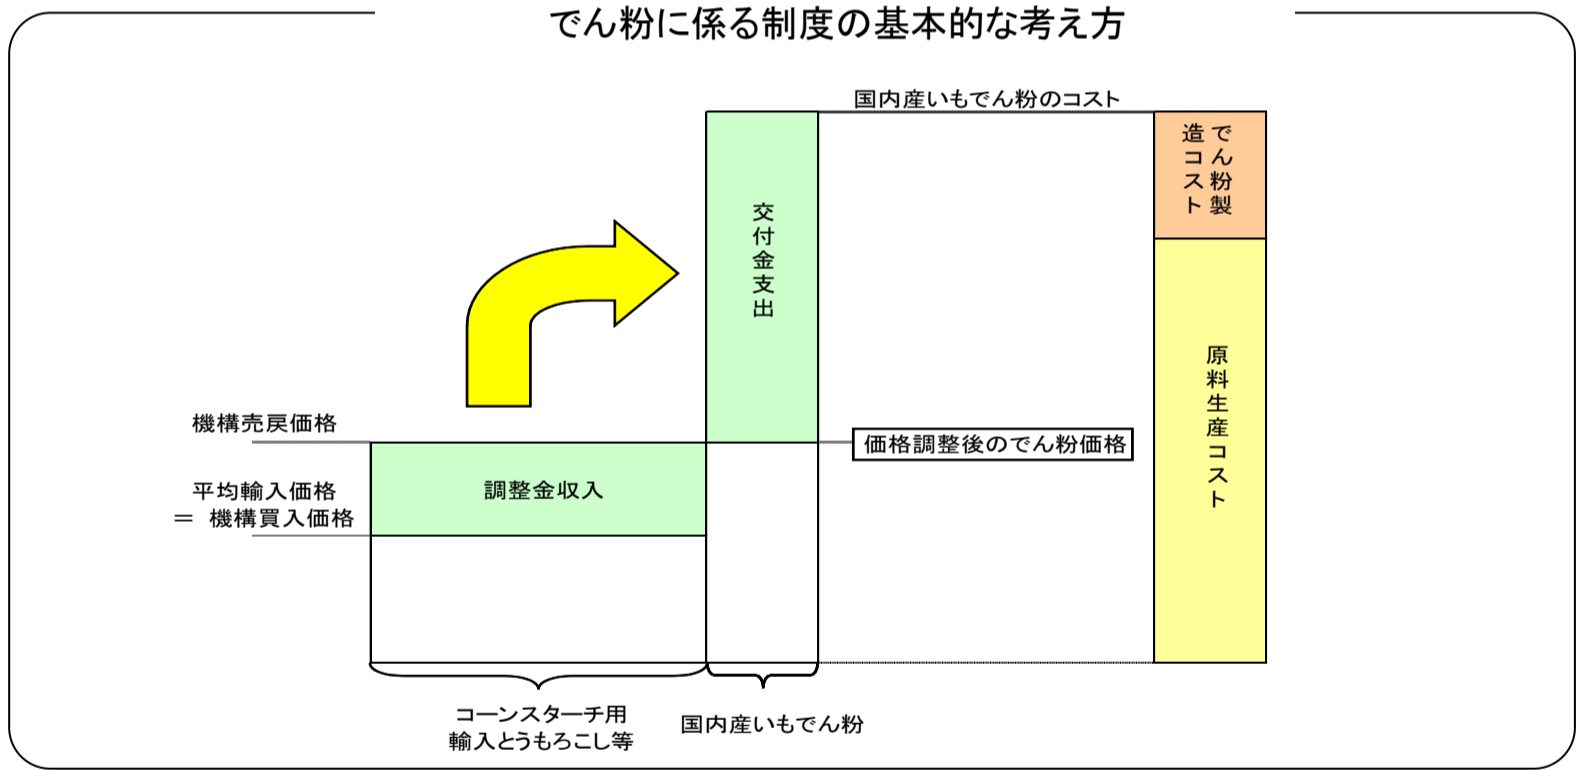 でん粉に係る制度の基本的な考え方
国内産いもでん粉のコスト
でん粉製
造コスト
交付金支出
原料生産コスト
機構売戻価格
価格調整後のでん粉価格
平均輸入価格
＝ 機構買入価格
調整金収入
コーンスターチ用
輸入とうもろこし等
国内産いもでん粉